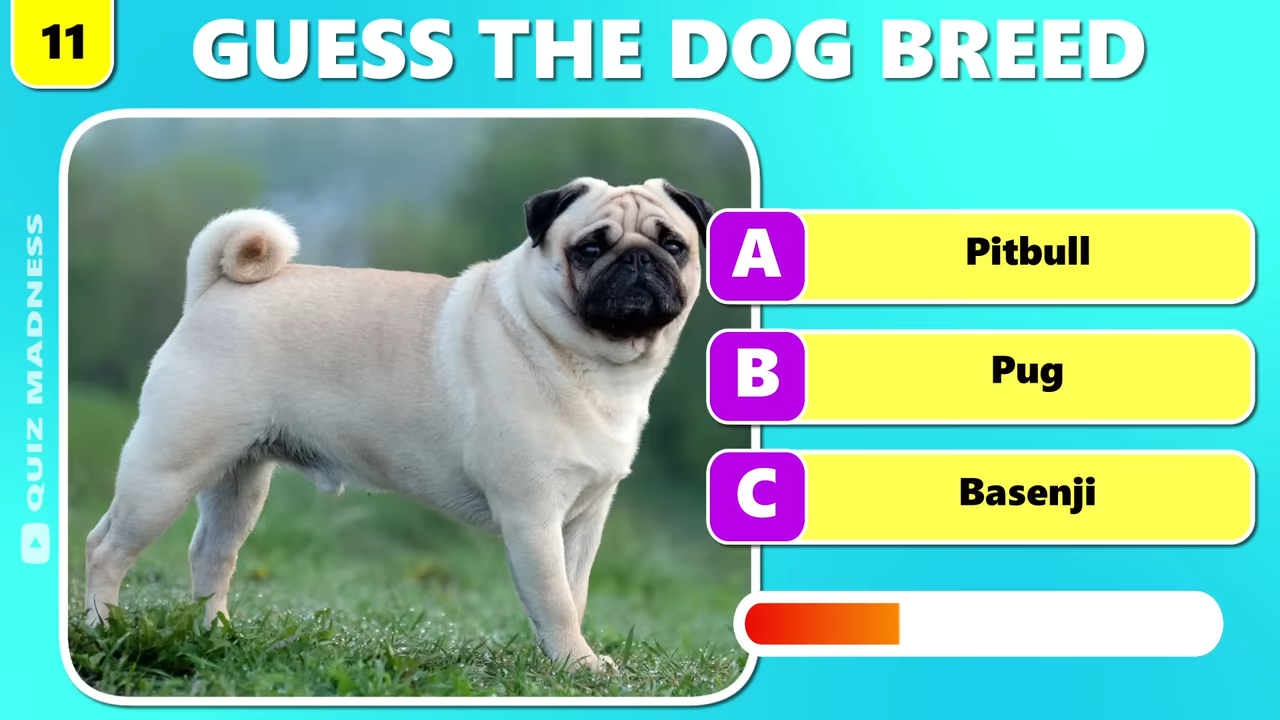 11
GUESS THE DOG BREED
A
Pitbull
B
Pug
C
Basenji
QUIZ MADNESS